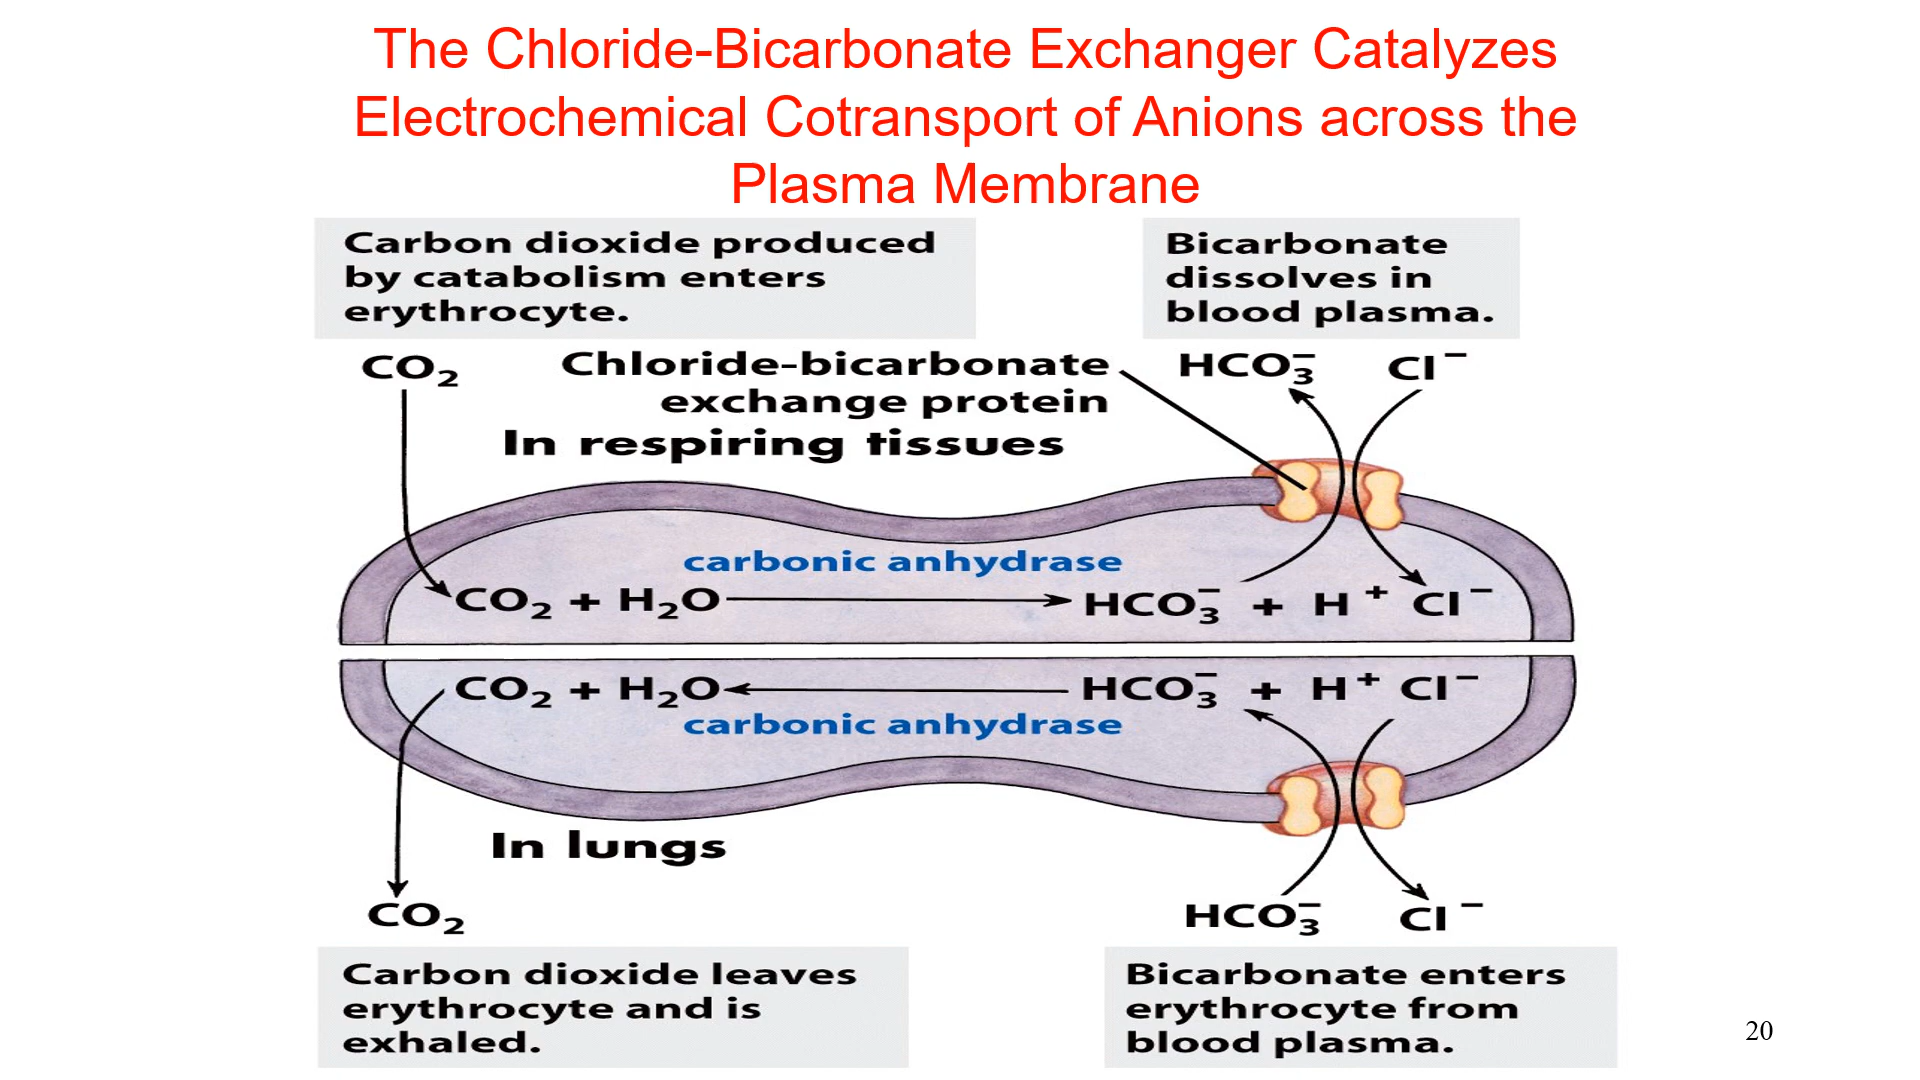 The Chloride-Bicarbonate Exchanger Catalyzes
Electrochemical Cotransport of Anions across the
Plasma Membrane
Carbon dioxide produced
by catabolism enters
erythrocyte.
Bicarbonate
dissolves in
blood plasma.
CO₂
Chloride-bicarbonate
exchange protein
HCO₃⁻ Cl⁻
In respiring tissues
carbonic anhydrase
CO₂ + H₂O HCO₃⁻ + H⁺ Cl⁻
CO₂ + H₂O HCO₃⁻ + H⁺ Cl⁻
carbonic anhydrase
In lungs
CO₂ HCO₃⁻ Cl⁻
Carbon dioxide leaves
erythrocyte and is
exhaled.
Bicarbonate enters
erythrocyte from
blood plasma.
20